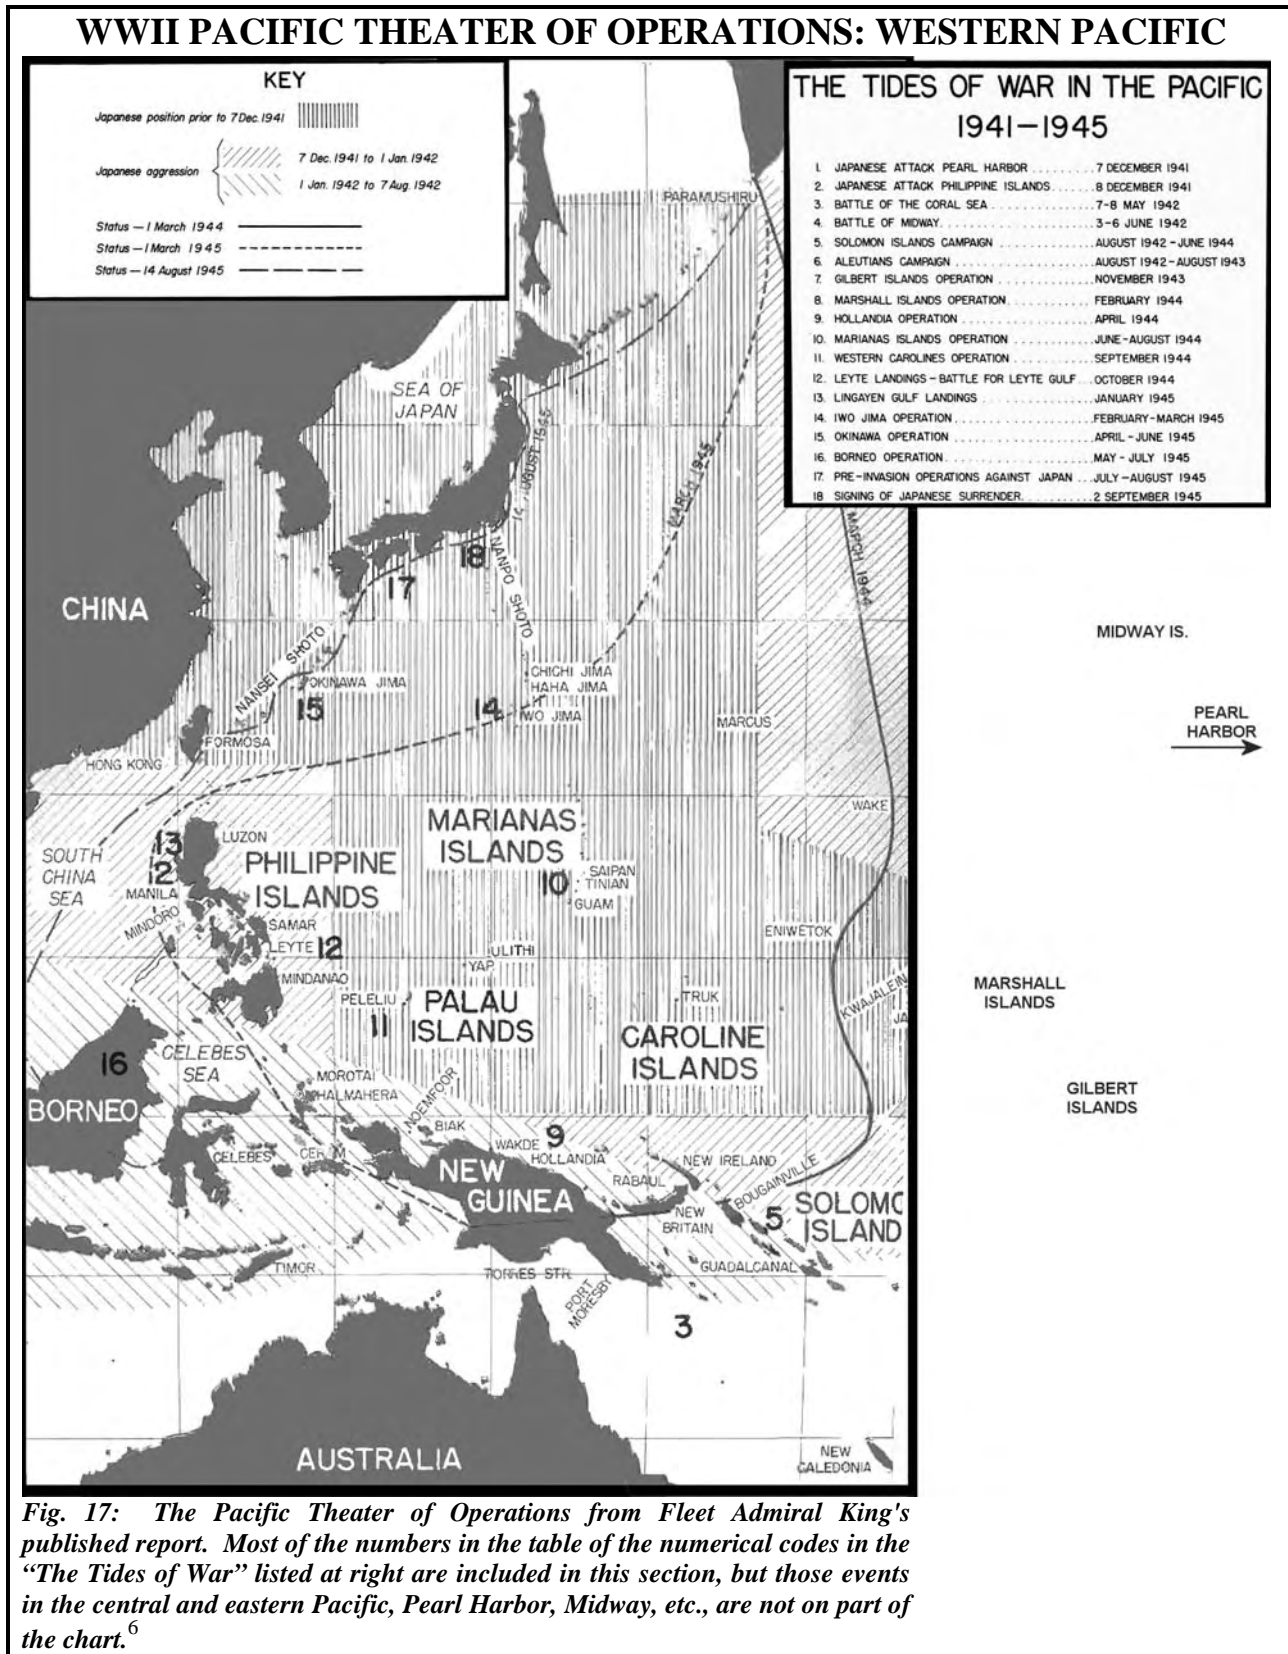 WWII PACIFIC THEATER OF OPERATIONS: WESTERN PACIFIC
KEY
Japanese position prior to 7 Dec. 1941
Japanese aggression
7 Dec. 1941 to 1 Jan. 1942
1 Jan. 1942 to 7 Aug. 1942
Status — 1 March 1944
Status — 1 March 1945
Status — 14 August 1945
THE TIDES OF WAR IN THE PACIFIC
1941—1945
1. JAPANESE ATTACK PEARL HARBOR ......... 7 DECEMBER 1941
2. JAPANESE ATTACK PHILIPPINE ISLANDS ...... 8 DECEMBER 1941
3. BATTLE OF THE CORAL SEA ............. 7-8 MAY 1942
4. BATTLE OF MIDWAY................... 3-6 JUNE 1942
5. SOLOMON ISLANDS CAMPAIGN ........... AUGUST 1942-JUNE 1944
6. ALEUTIANS CAMPAIGN ................. AUGUST 1942-AUGUST 1943
7. GILBERT ISLANDS OPERATION ............ NOVEMBER 1943
8. MARSHALL ISLANDS OPERATION........... FEBRUARY 1944
9. HOLLANDIA OPERATION ................ APRIL 1944
10. MARIANAS ISLANDS OPERATION .......... JUNE-AUGUST 1944
11. WESTERN CAROLINES OPERATION .......... SEPTEMBER 1944
12. LEYTE LANDINGS - BATTLE FOR LEYTE GULF ... OCTOBER 1944
13. LINGAYEN GULF LANDINGS .............. JANUARY 1945
14. IWO JIMA OPERATION.................. FEBRUARY-MARCH 1945
15. OKINAWA OPERATION ................. APRIL - JUNE 1945
16. BORNEO OPERATION................... MAY - JULY 1945
17. PRE-INVASION OPERATIONS AGAINST JAPAN ... JULY-AUGUST 1945
18 SIGNING OF JAPANESE SURRENDER.......... 2 SEPTEMBER 1945
PARAMUSHIRU
SEA OF
JAPAN
MARCH 1945
MARCH 1944
18
17
NANPO SHOTO
CHINA
MIDWAY IS.
NANSEI SHOTO
OKINAWA JIMA
15
CHICHI JIMA
HAHA JIMA
14
IWO JIMA
MARCUS
PEARL
HARBOR
FORMOSA
HONG KONG
WAKE
13
LUZON
MARIANAS
ISLANDS
SOUTH
CHINA
SEA
12
MANILA
PHILIPPINE
ISLANDS
SAIPAN
TINIAN
10
GUAM
MINDORO
SAMAR
LEYTE 12
ENIWETOK
ULITHI
YAP
MINDANAO
PELELIU
11
PALAU
ISLANDS
TRUK
KWAJALEIN
JA
MARSHALL
ISLANDS
CAROLINE
ISLANDS
16
CELEBES
SEA
BORNEO
MOROTAI
HALMAHERA
NOEMFOOR
BIAK
GILBERT
ISLANDS
WAKDE
9
HOLLANDIA
CELEBES
NEW IRELAND
NEW
GUINEA
RABAUL
BOUGAINVILLE
NEW
BRITAIN
5
SOLOMO
ISLAND
TIMOR
GUADALCANAL
TORRES STR.
PORT
MORESBY
3
AUSTRALIA
NEW
CALEDONIA
Fig. 17: The Pacific Theater of Operations from Fleet Admiral King's
published report. Most of the numbers in the table of the numerical codes in the
“The Tides of War” listed at right are included in this section, but those events
in the central and eastern Pacific, Pearl Harbor, Midway, etc., are not on part of
the chart.6